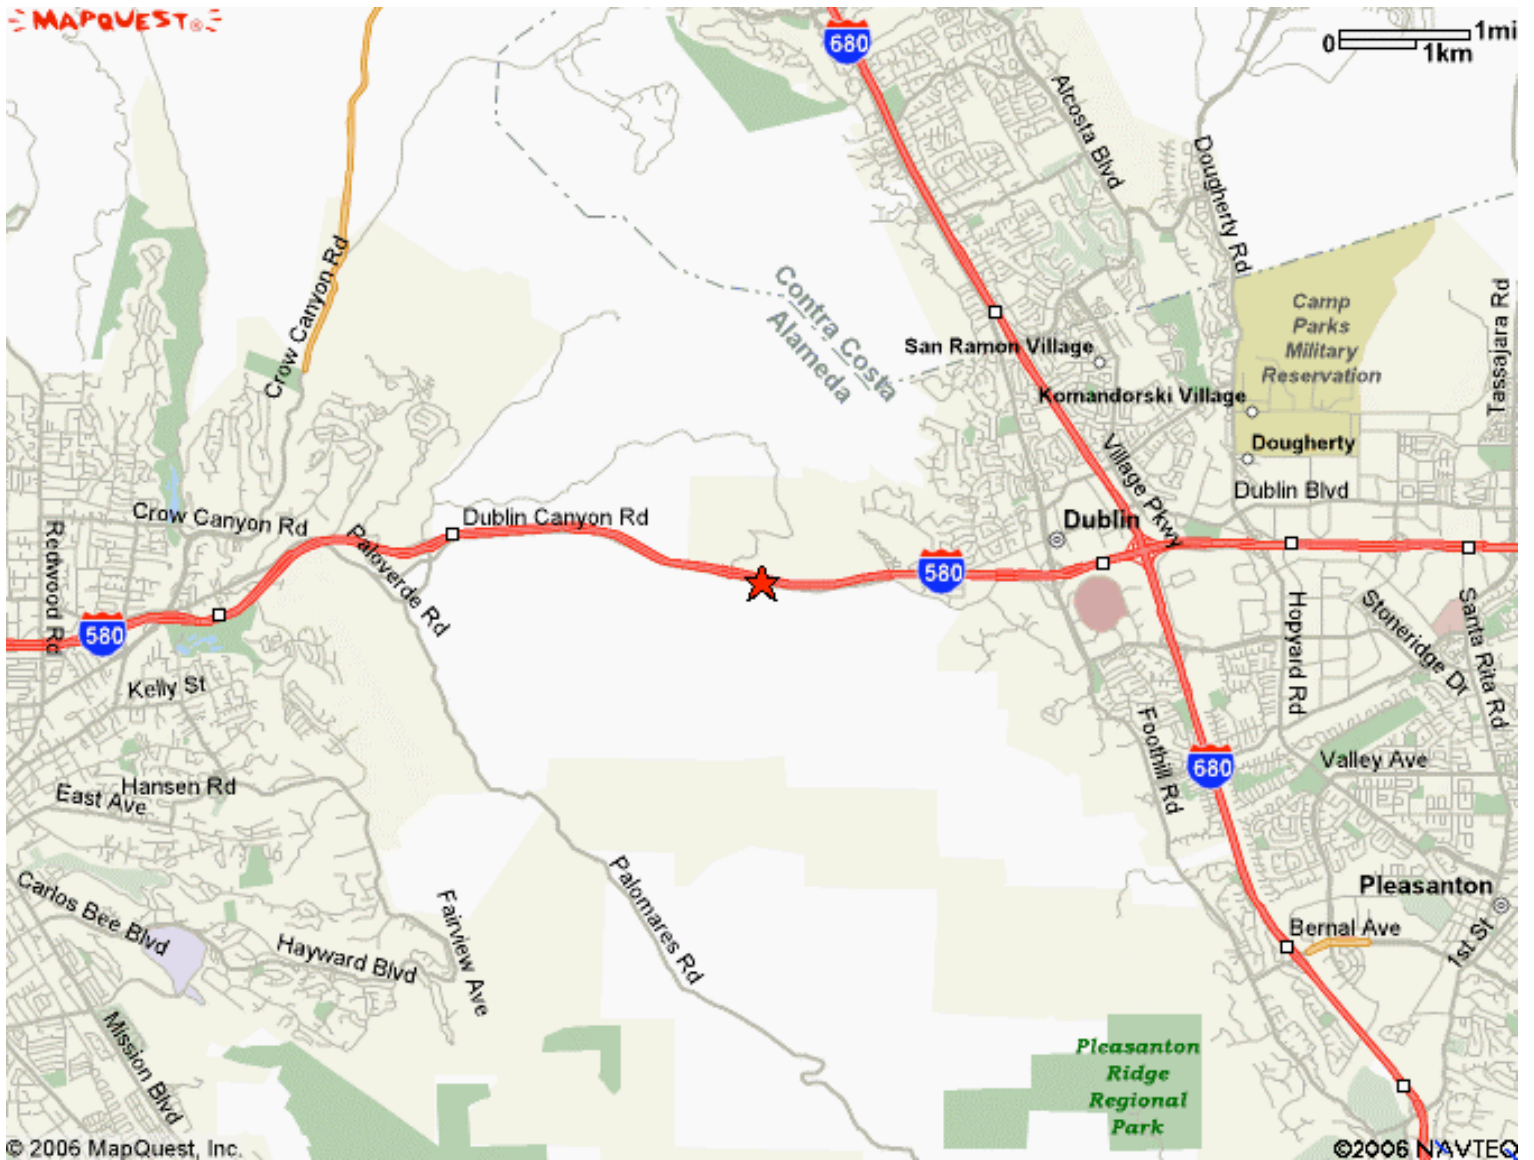 MAPQUEST®
680
0
1mi
1km
Alcosta Blvd
Dougherty Rd
Crow Canyon Rd
Contra Costa
Alameda
Camp
Parks
Military
Reservation
Tassajara Rd
San Ramon Village
Komandorski Village
Dougherty
Village Pkwy
Dublin Blvd
Crow Canyon Rd
Dublin Canyon Rd
Dublin
Redwood Rd
Paloverde Rd
580
580
Hopyard Rd
Stoneridge Dr
Santa Rita Rd
Kelly St
Foothill Rd
680
Valley Ave
Hansen Rd
East Ave
Palomares Rd
Pleasanton
Carlos Bee Blvd
Fairview Ave
Hayward Blvd
Bernal Ave
1st St
Mission Blvd
Pleasanton
Ridge
Regional
Park
© 2006 MapQuest, Inc.
©2006 NAVTEQ